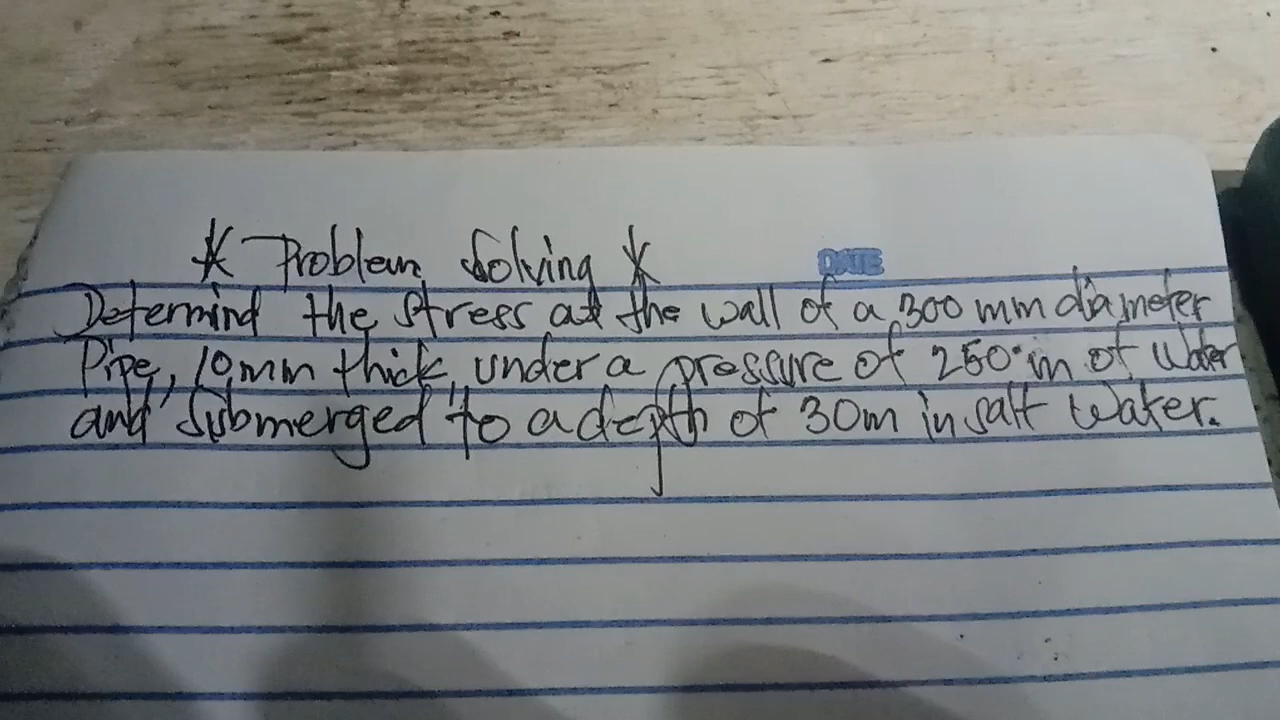 * Problem Solving *
DATE
Determind the stress at the wall of a 300 mm diameter
Pipe, 10mm thick, under a pressure of 250 m of water
and submerged to a depth of 30m in salt water.